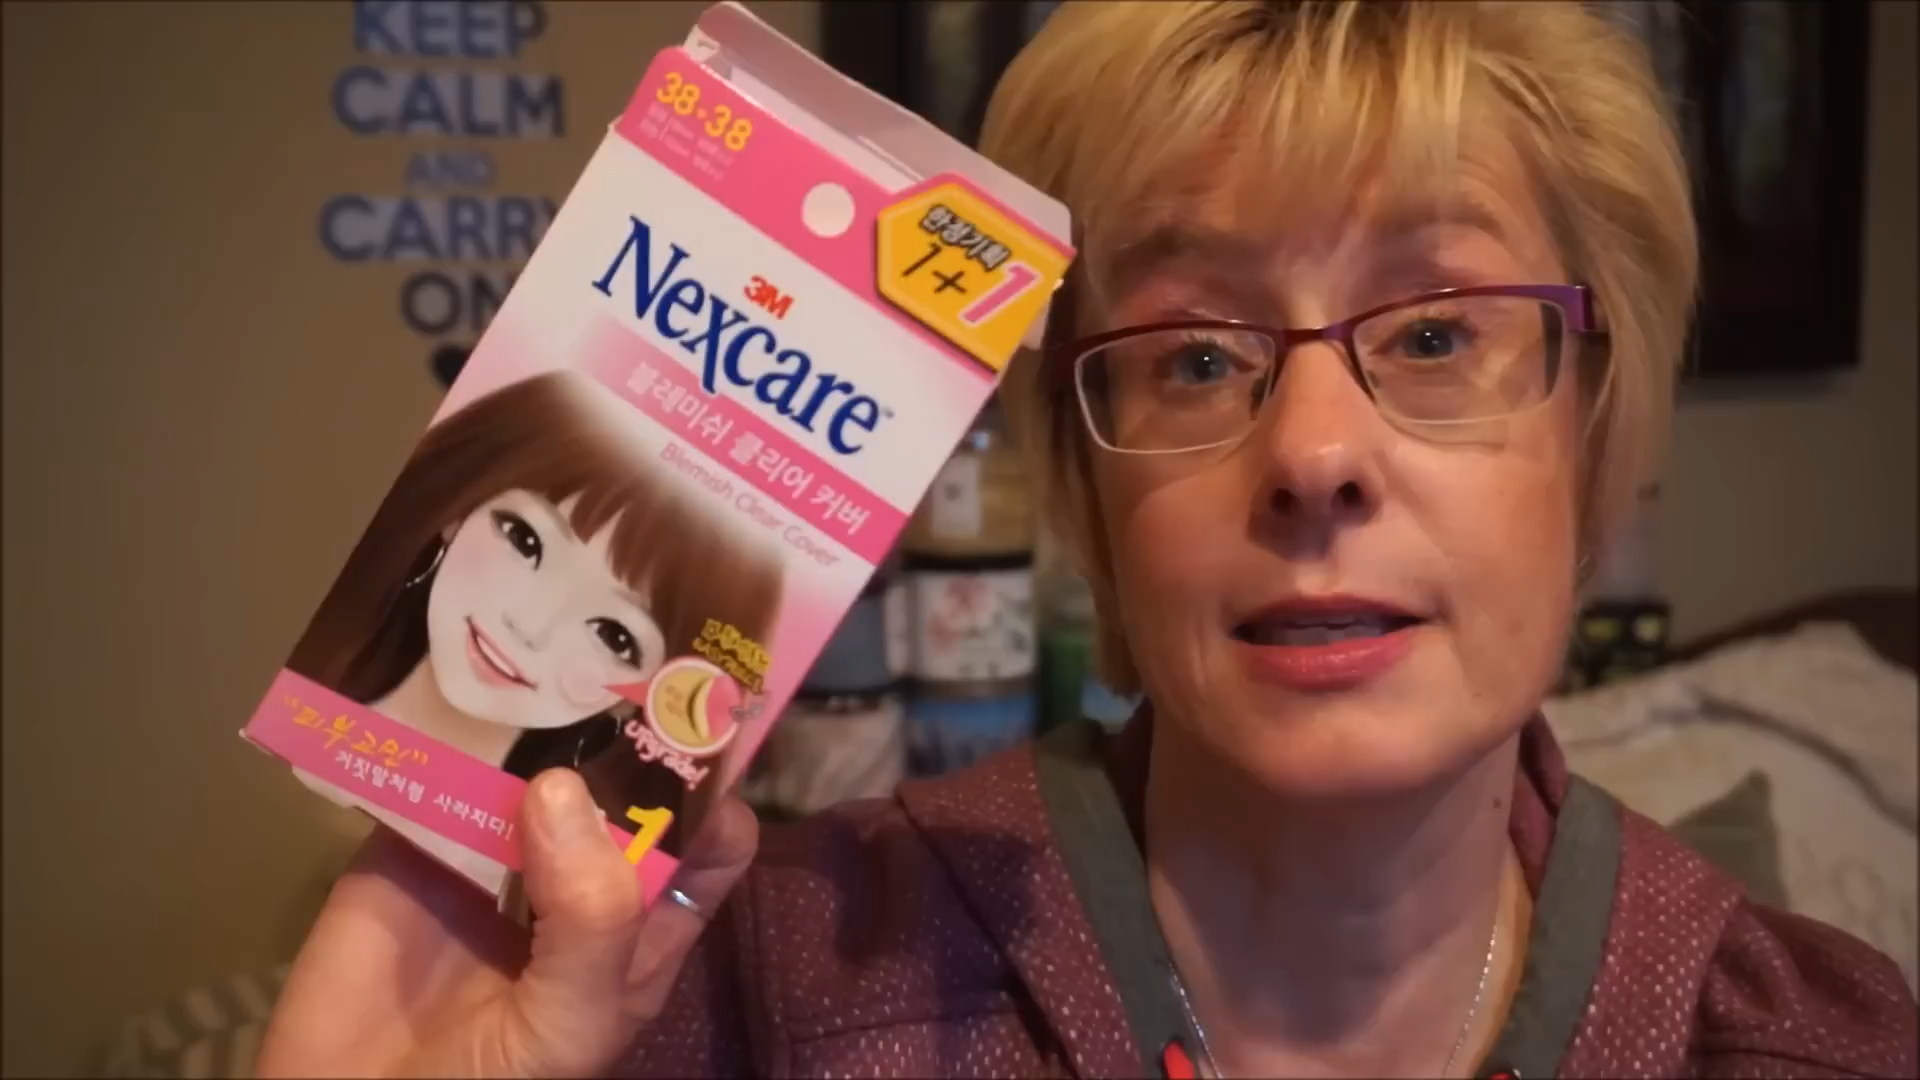 KEEP
CALM
AND
CARRY
ON
38+38
한정기획
1+1
3M
Nexcare
블레미쉬 클리어 커버
Blemish Clear Cover
upgrade!
"피부고민"
거짓말처럼 사라지다!
1